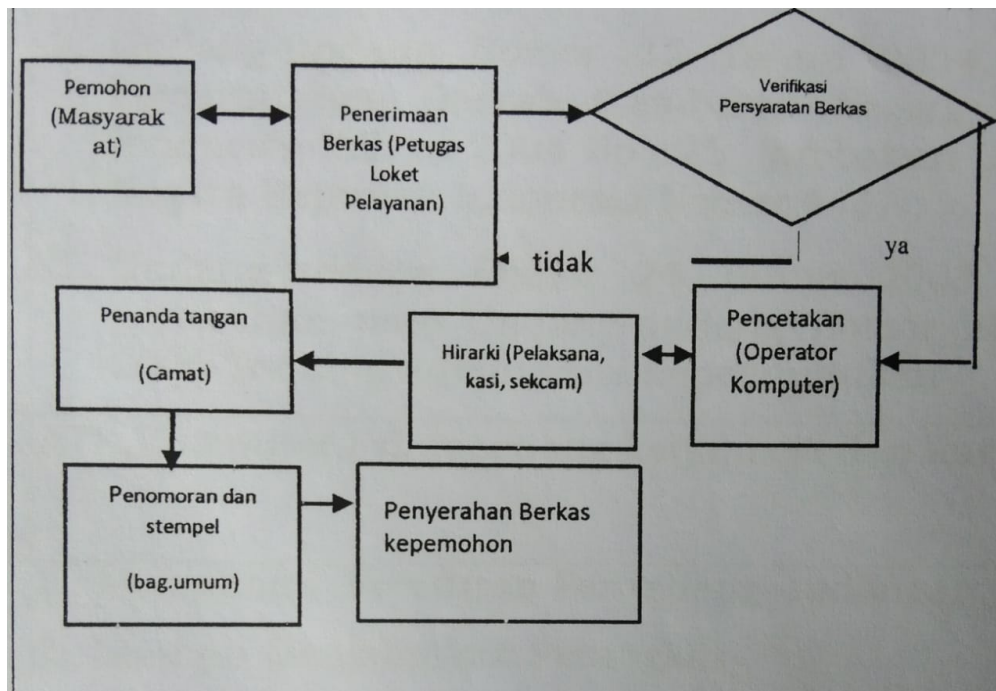 Pemohon
(Masyarak
at)
Penerimaan
Berkas (Petugas
Loket
Pelayanan)
Verifikasi
Persyaratan Berkas
tidak
ya
Pencetakan
(Operator
Komputer)
Hirarki (Pelaksana,
kasi, sekcam)
Penanda tangan
(Camat)
Penomoran dan
stempel
(bag.umum)
Penyerahan Berkas
kepemohon